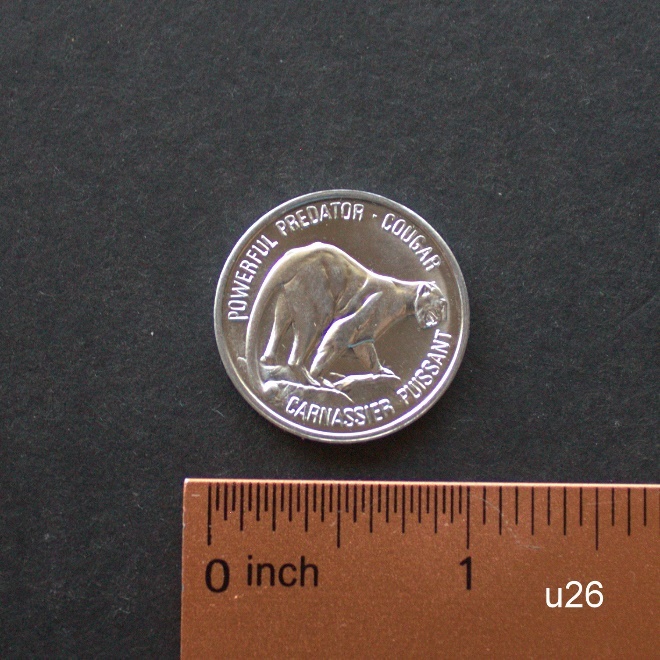 POWERFUL PREDATOR · COUGAR
CARNASSIER PUISSANT
0 inch 1
u26